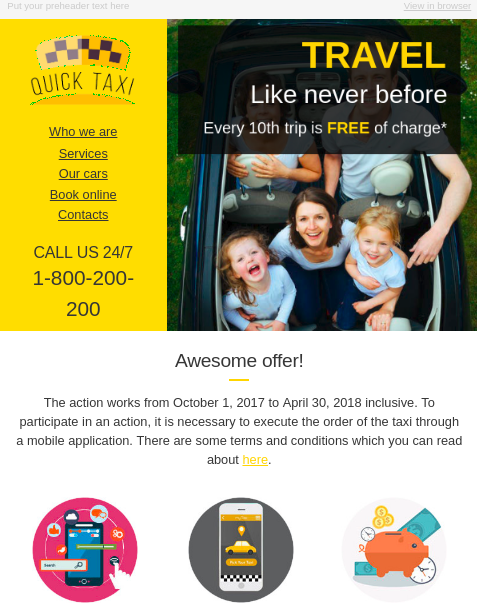 Put your preheader text here
View in browser
QUICK TAXI
Who we are
Services
Our cars
Book online
Contacts
CALL US 24/7
1-800-200-
200
TRAVEL
Like never before
Every 10th trip is FREE of charge*
Awesome offer!
The action works from October 1, 2017 to April 30, 2018 inclusive. To
participate in an action, it is necessary to execute the order of the taxi through
a mobile application. There are some terms and conditions which you can read
about here.
Search